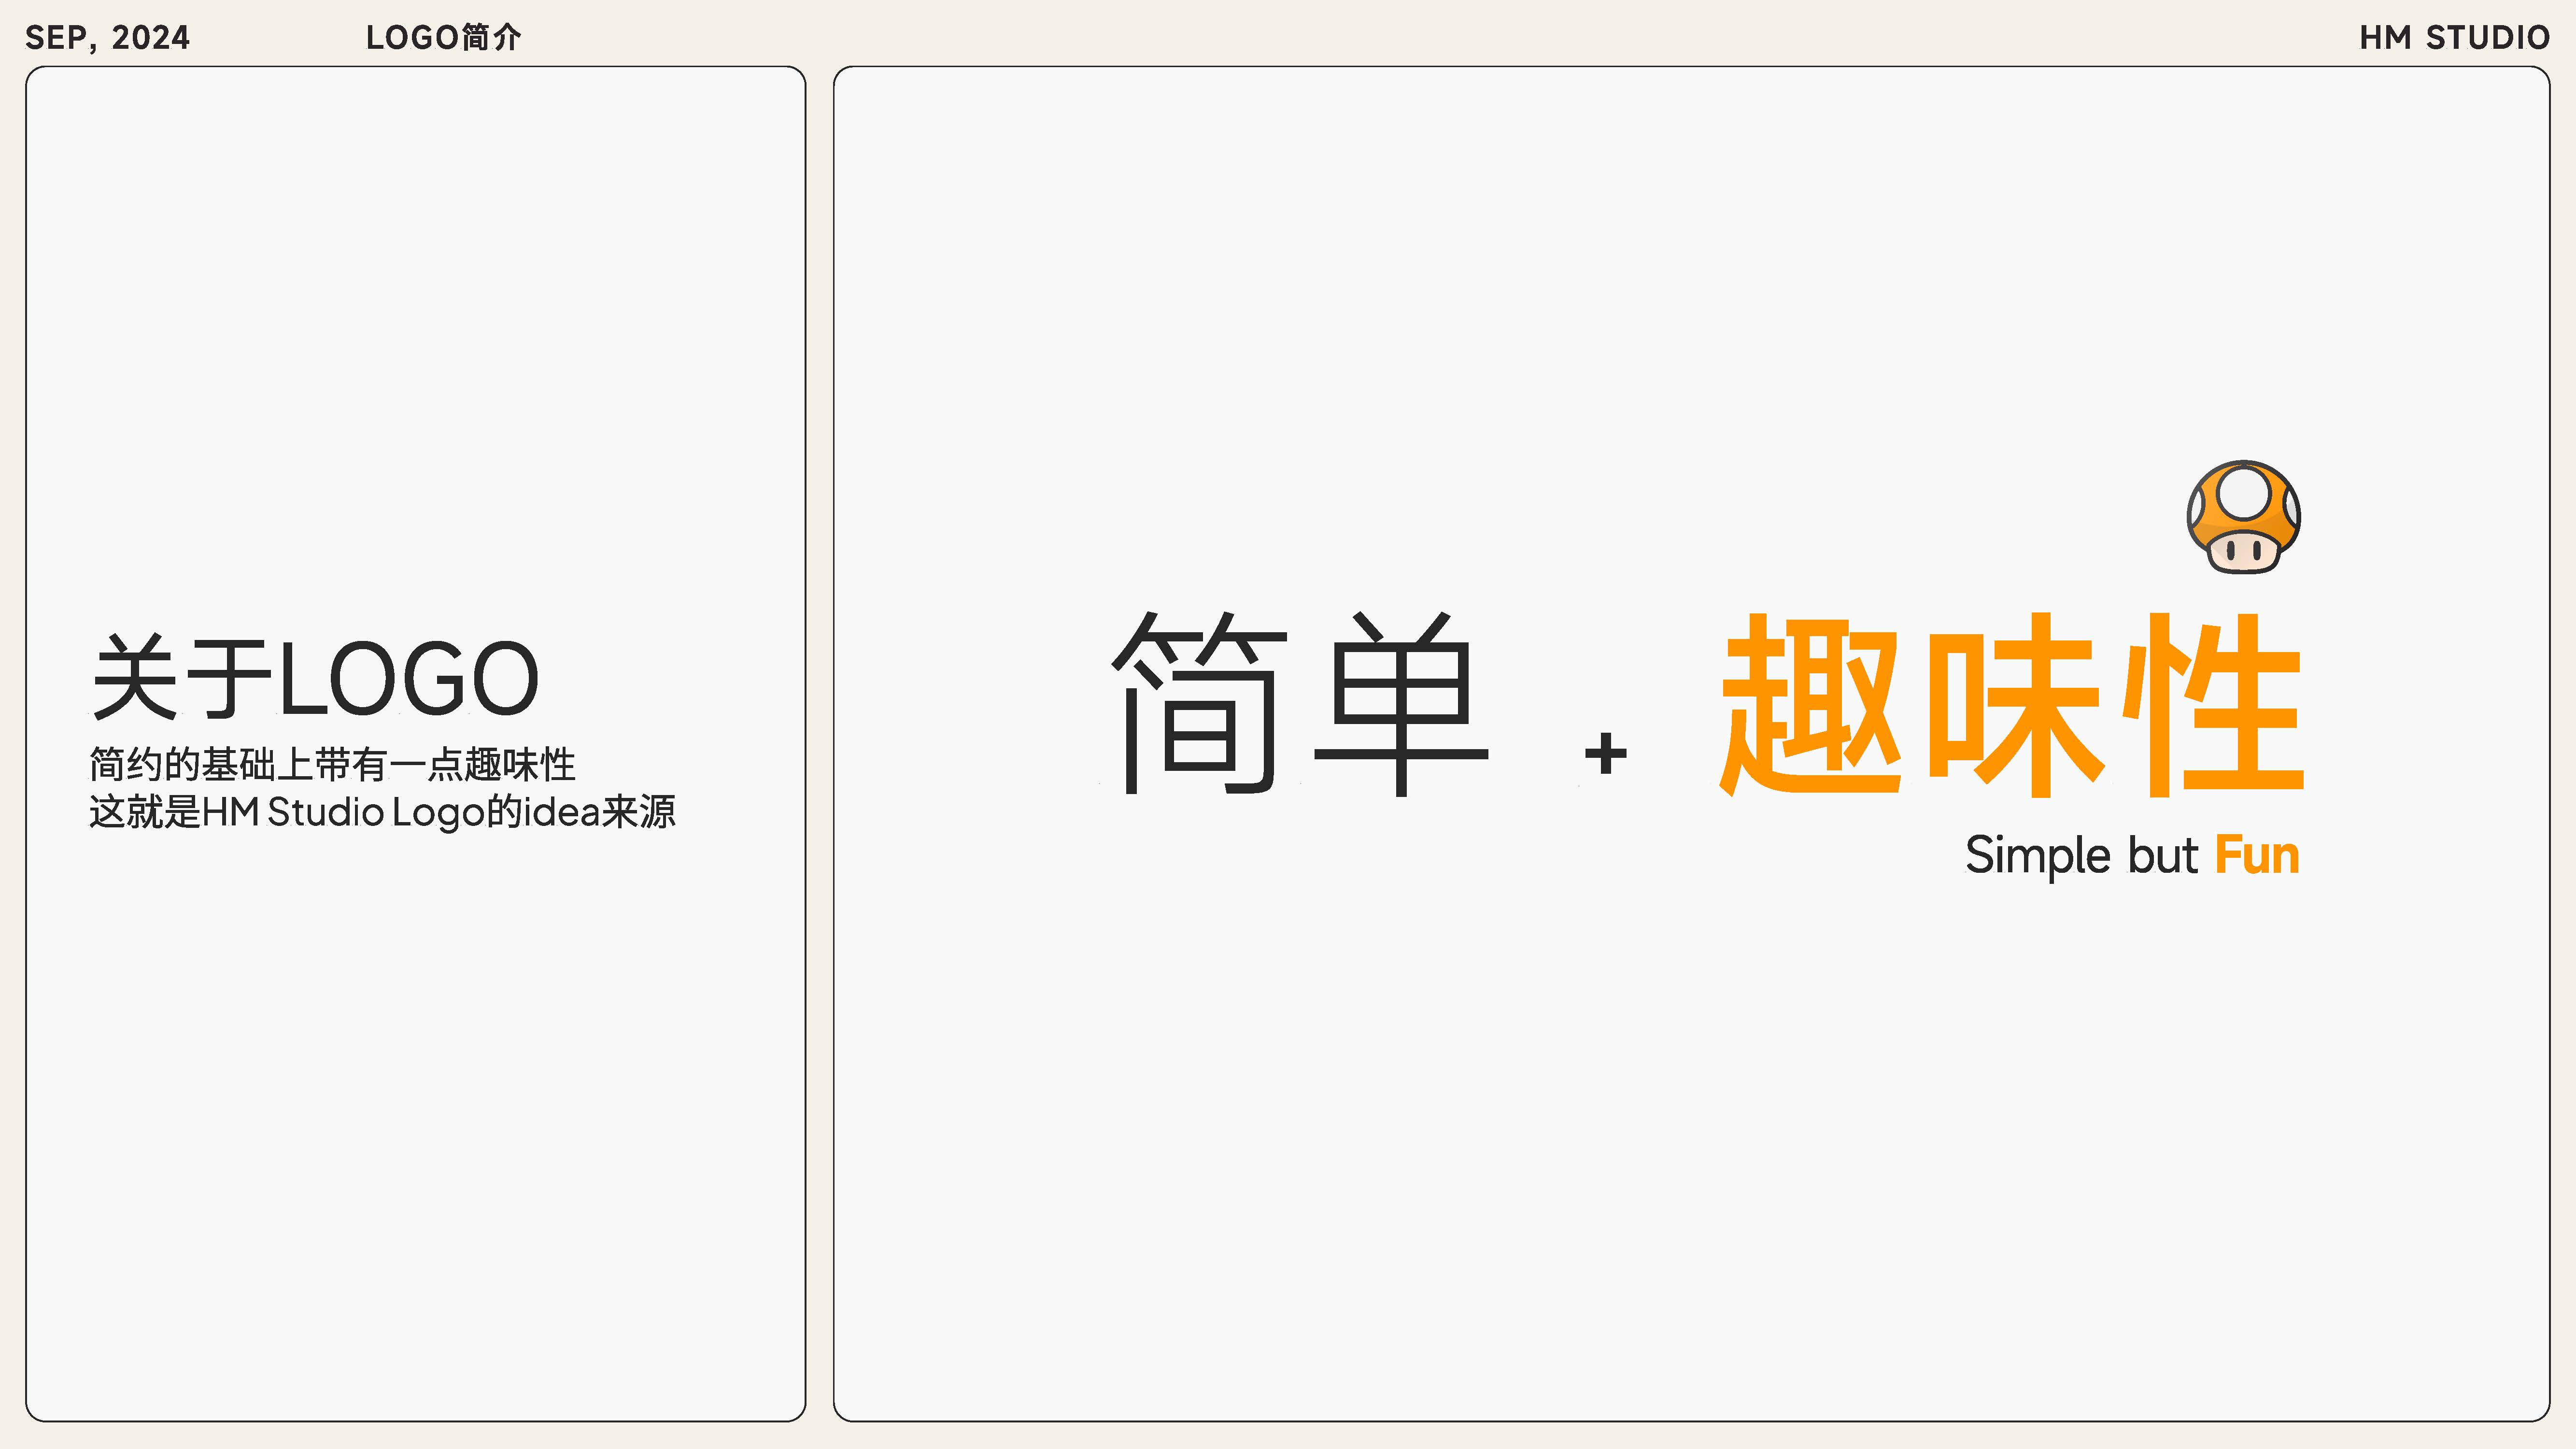 SEP, 2024
LOGO简介
HM STUDIO
关于LOGO
简约的基础上带有一点趣味性
这就是HM Studio Logo的idea来源
简单 + 趣味性
Simple but Fun